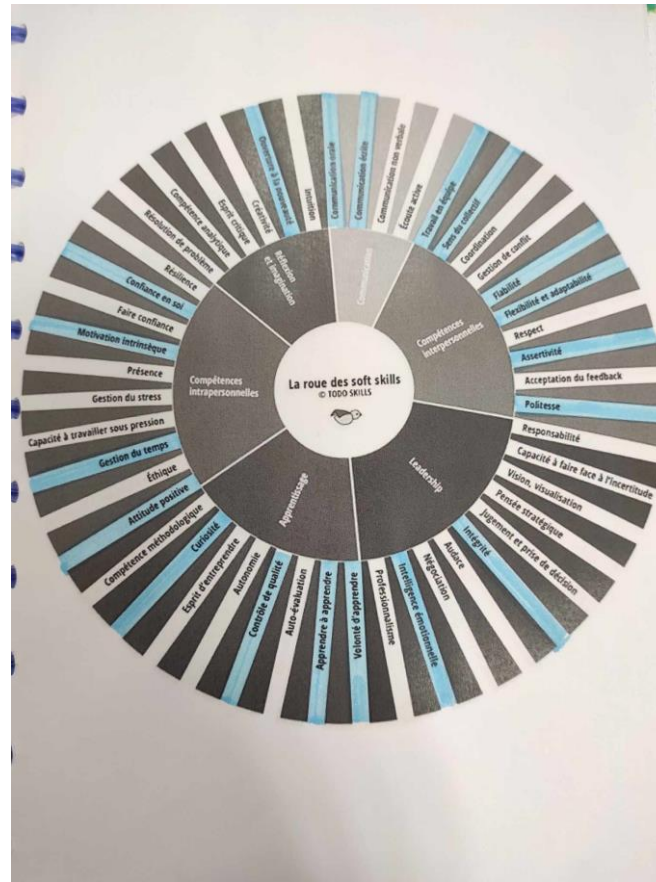 La roue des soft skills
© TODO SKILLS
Communication
Compétences
interpersonnelles
Leadership
Apprentissage
Compétences
intrapersonnelles
Réflexion
et imagination
Communication orale
Communication écrite
Communication non verbale
Écoute active
Travail en équipe
Sens du collectif
Coordination
Gestion de conflit
Fiabilité
Flexibilité et adaptabilité
Respect
Assertivité
Acceptation du feedback
Politesse
Responsabilité
Capacité à faire face à l'incertitude
Vision, visualisation
Pensée stratégique
Jugement et prise de décision
Intégrité
Audace
Négociation
Intelligence émotionnelle
Professionnalisme
Volonté d'apprendre
Apprendre à apprendre
Auto-évaluation
Contrôle de qualité
Autonomie
Esprit d'entreprendre
Curiosité
Compétence méthodologique
Attitude positive
Éthique
Gestion du temps
Capacité à travailler sous pression
Gestion du stress
Présence
Motivation intrinsèque
Faire confiance
Confiance en soi
Résilience
Résolution de problème
Compétence analytique
Esprit critique
Créativité
Ouverture à la nouveauté
Intuition